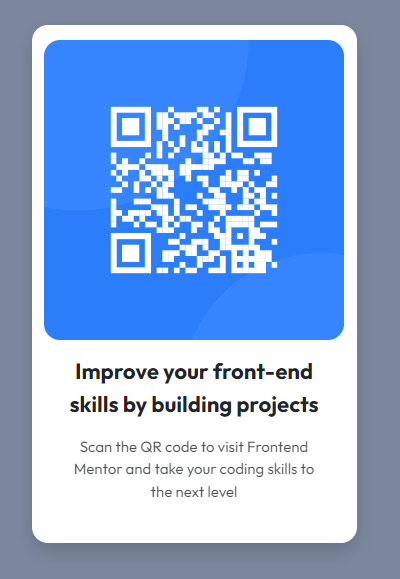 Improve your front-end
skills by building projects
Scan the QR code to visit Frontend
Mentor and take your coding skills to
the next level